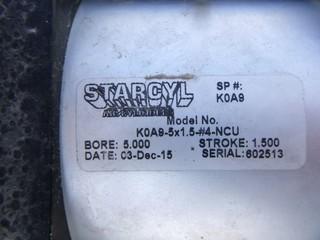 STARCYL
SP #:
K0A9
Model No.
K0A9-5x1.5-#4-NCU
BORE: 5.000 STROKE: 1.500
DATE: 03-Dec-15 SERIAL: 602513